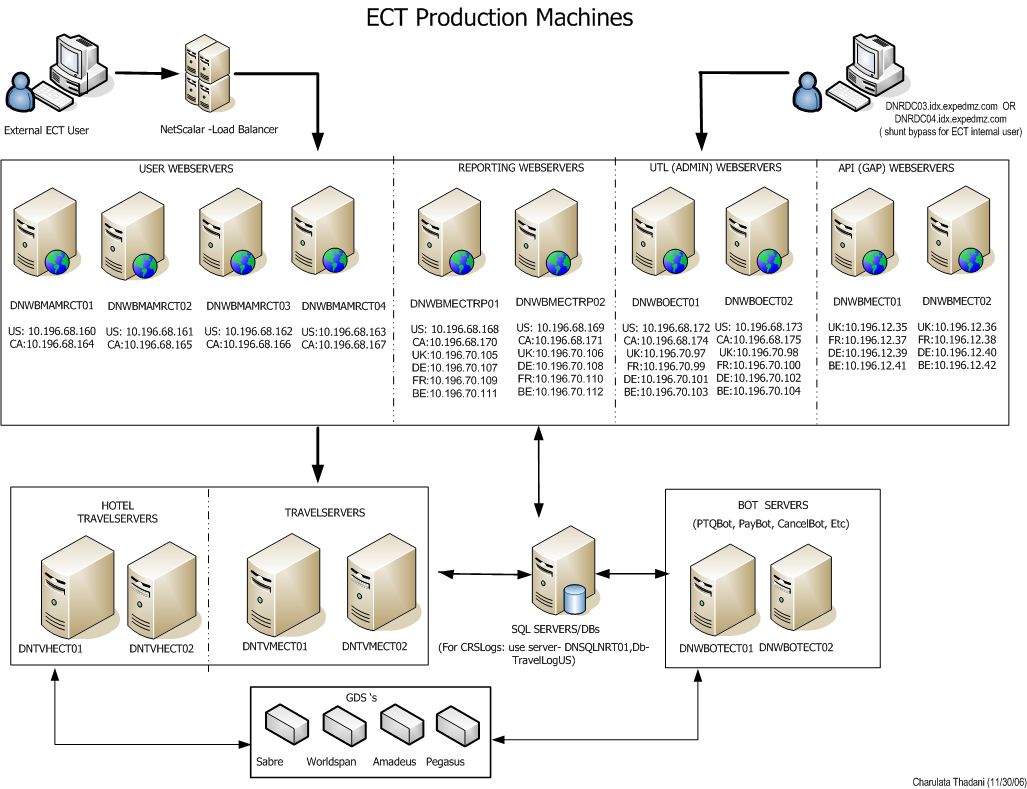 ECT Production Machines
External ECT User
NetScalar -Load Balancer
DNRDC03.idx.expedmz.com OR
DNRDC04.idx.expedmz.com
( shunt bypass for ECT internal user)
USER WEBSERVERS
DNWBMAMRCT01
US: 10.196.68.160
CA:10.196.68.164
DNWBMAMRCT02
US: 10.196.68.161
CA:10.196.68.165
DNWBMAMRCT03
US: 10.196.68.162
CA:10.196.68.166
DNWBMAMRCT04
US: 10.196.68.163
CA:10.196.68.167
REPORTING WEBSERVERS
DNWBMECTRP01
US: 10.196.68.168
CA:10.196.68.170
UK:10.196.70.105
DE:10.196.70.107
FR:10.196.70.109
BE:10.196.70.111
DNWBMECTRP02
US: 10.196.68.169
CA:10.196.68.171
UK:10.196.70.106
DE:10.196.70.108
FR:10.196.70.110
BE:10.196.70.112
UTL (ADMIN) WEBSERVERS
DNWBOECT01
US: 10.196.68.172
CA:10.196.68.174
UK:10.196.70.97
FR:10.196.70.99
DE:10.196.70.101
BE:10.196.70.103
DNWBOECT02
US: 10.196.68.173
CA:10.196.68.175
UK:10.196.70.98
FR:10.196.70.100
DE:10.196.70.102
BE:10.196.70.104
API (GAP) WEBSERVERS
DNWBMECT01
UK:10.196.12.35
FR:10.196.12.37
DE:10.196.12.39
BE:10.196.12.41
DNWBMECT02
UK:10.196.12.36
FR:10.196.12.38
DE:10.196.12.40
BE:10.196.12.42
HOTEL
TRAVELSERVERS
DNTVHECT01
DNTVHECT02
TRAVELSERVERS
DNTVMECT01
DNTVMECT02
SQL SERVERS/DBs
(For CRSLogs: use server- DNSQLNRT01,Db-
TravelLogUS)
BOT SERVERS
(PTQBot, PayBot, CancelBot, Etc)
DNWBOTECT01
DNWBOTECT02
GDS 's
Sabre
Worldspan
Amadeus
Pegasus
Charulata Thadani (11/30/06)